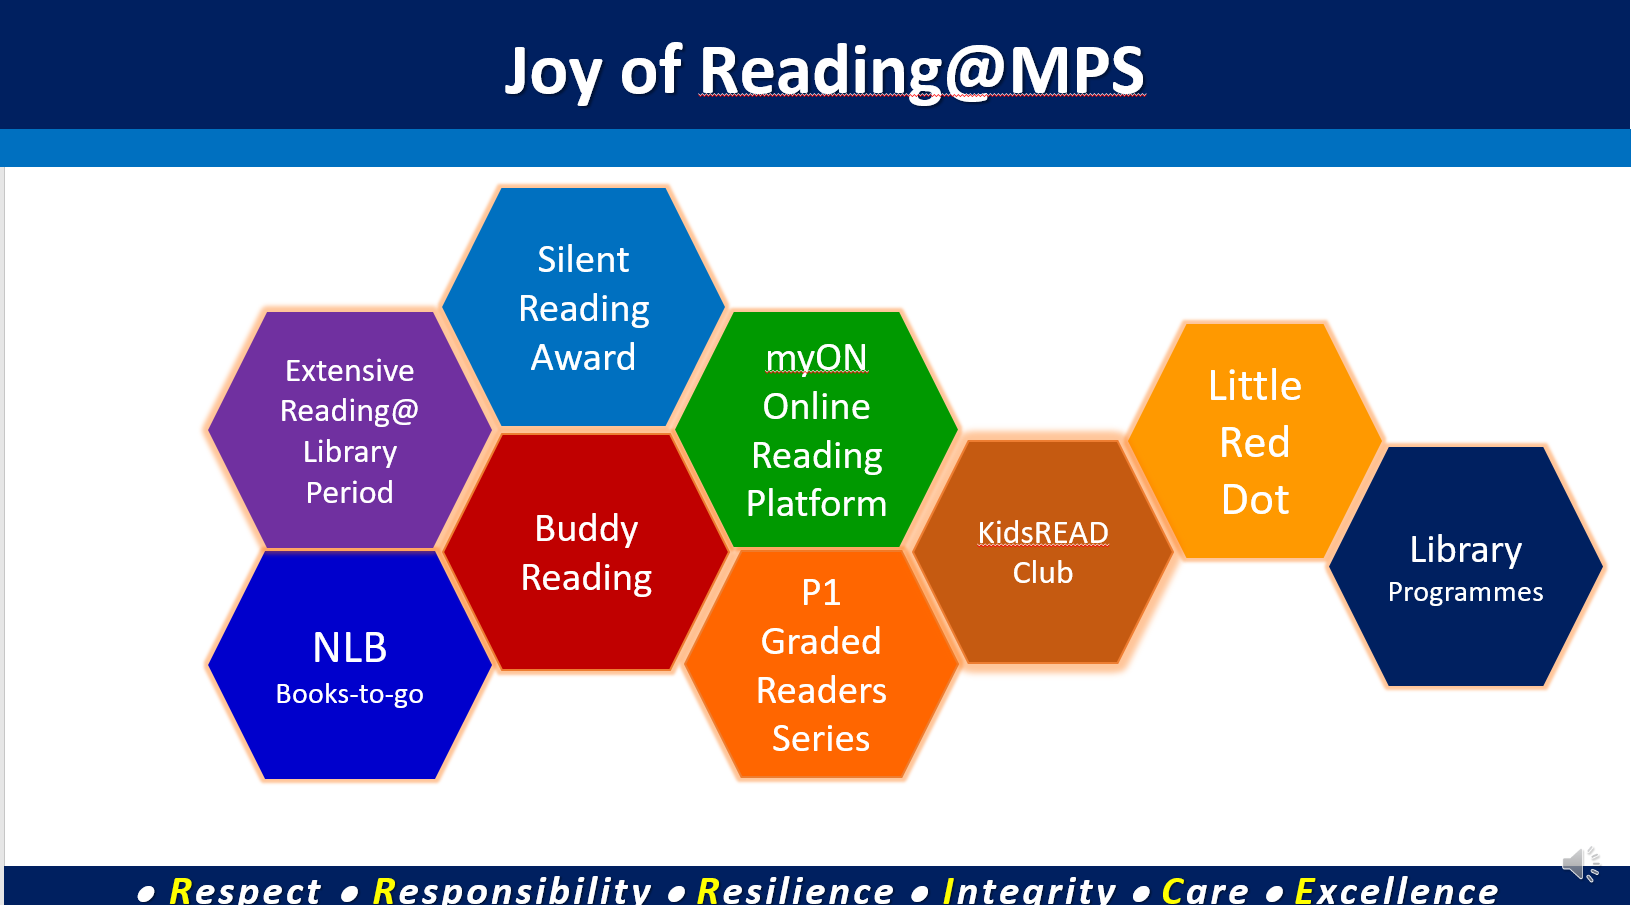 Joy of Reading@MPS
Silent
Reading
Award
Extensive
Reading@
Library
Period
myON
Online
Reading
Platform
Little
Red
Dot
Buddy
Reading
KidsREAD
Club
Library
Programmes
NLB
Books-to-go
P1
Graded
Readers
Series
● Respect ● Responsibility ● Resilience ● Integrity ● Care ● Excellence